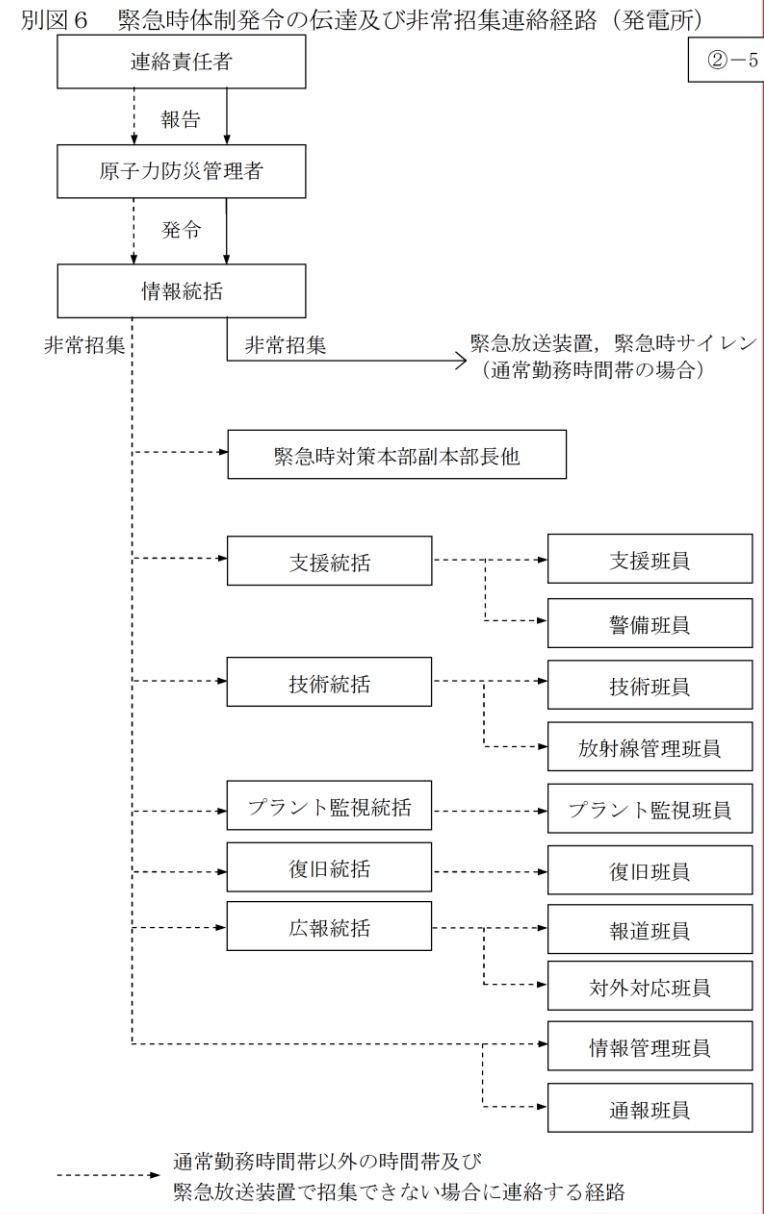 別図６　緊急時体制発令の伝達及び非常招集連絡経路（発電所）
②－5
連絡責任者
報告
原子力防災管理者
発令
情報統括
非常招集
非常招集
緊急放送装置，緊急時サイレン
（通常勤務時間帯の場合）
緊急時対策本部副本部長他
支援統括
支援班員
警備班員
技術統括
技術班員
放射線管理班員
プラント監視統括
プラント監視班員
復旧統括
復旧班員
広報統括
報道班員
対外対応班員
情報管理班員
通報班員
通常勤務時間帯以外の時間帯及び
緊急放送装置で招集できない場合に連絡する経路